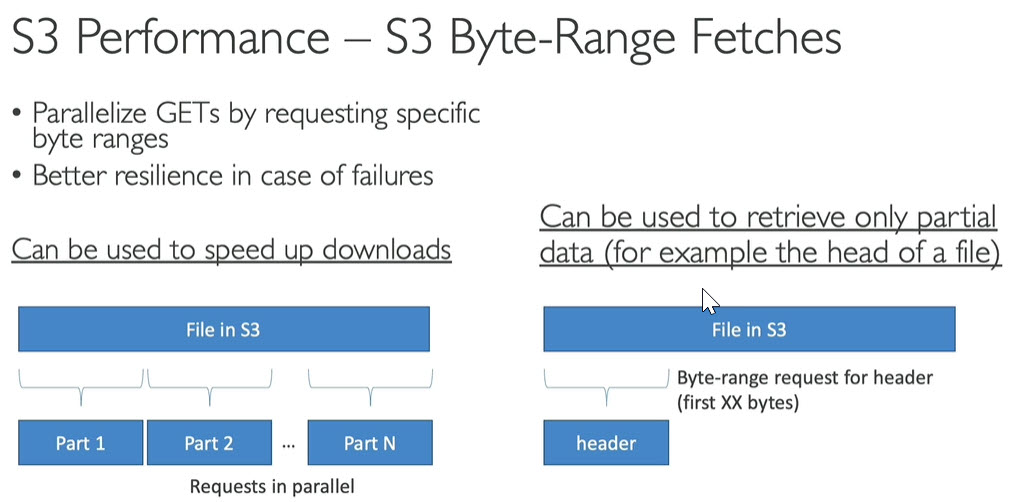 S3 Performance – S3 Byte-Range Fetches
• Parallelize GETs by requesting specific
byte ranges
• Better resilience in case of failures
Can be used to speed up downloads
File in S3
Part 1
Part 2
...
Part N
Requests in parallel
Can be used to retrieve only partial
data (for example the head of a file)
File in S3
Byte-range request for header
(first XX bytes)
header